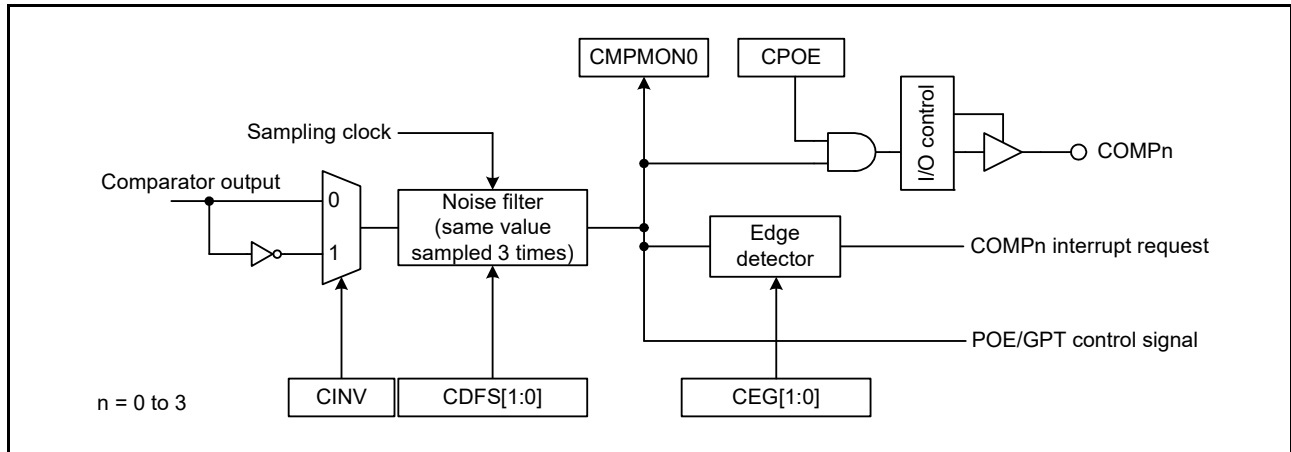 CMPMON0
CPOE
I/O control
COMPn
Sampling clock
Comparator output
0
1
Noise filter
(same value
sampled 3 times)
Edge
detector
COMPn interrupt request
POE/GPT control signal
CINV
CDFS[1:0]
CEG[1:0]
n = 0 to 3